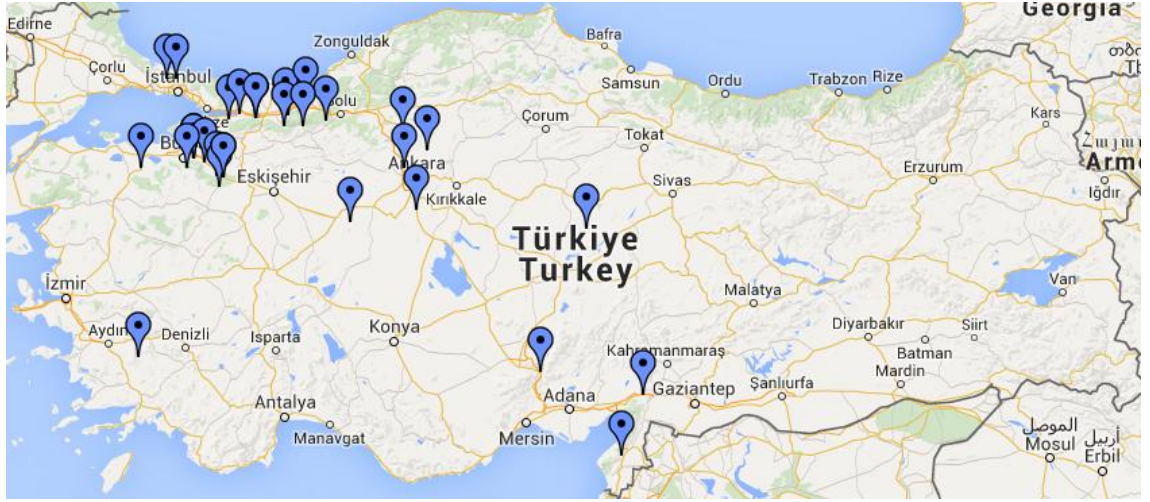 Georgia
Edirne
Zonguldak
Bafra
Çorlu
İstanbul
Samsun
Ordu
Trabzon
Rize
Kars
Çorum
Tokat
Ankara
Erzurum
Arme
Iğdır
Eskişehir
Kırıkkale
Sivas
Türkiye
Turkey
İzmir
Van
Malatya
Aydın
Denizli
Isparta
Konya
Diyarbakır
Siirt
Kahramanmaraş
Batman
Mardin
Antalya
Adana
Gaziantep
Şanlıurfa
Manavgat
Mersin
الموصل
Mosul
أربيل
Erbil